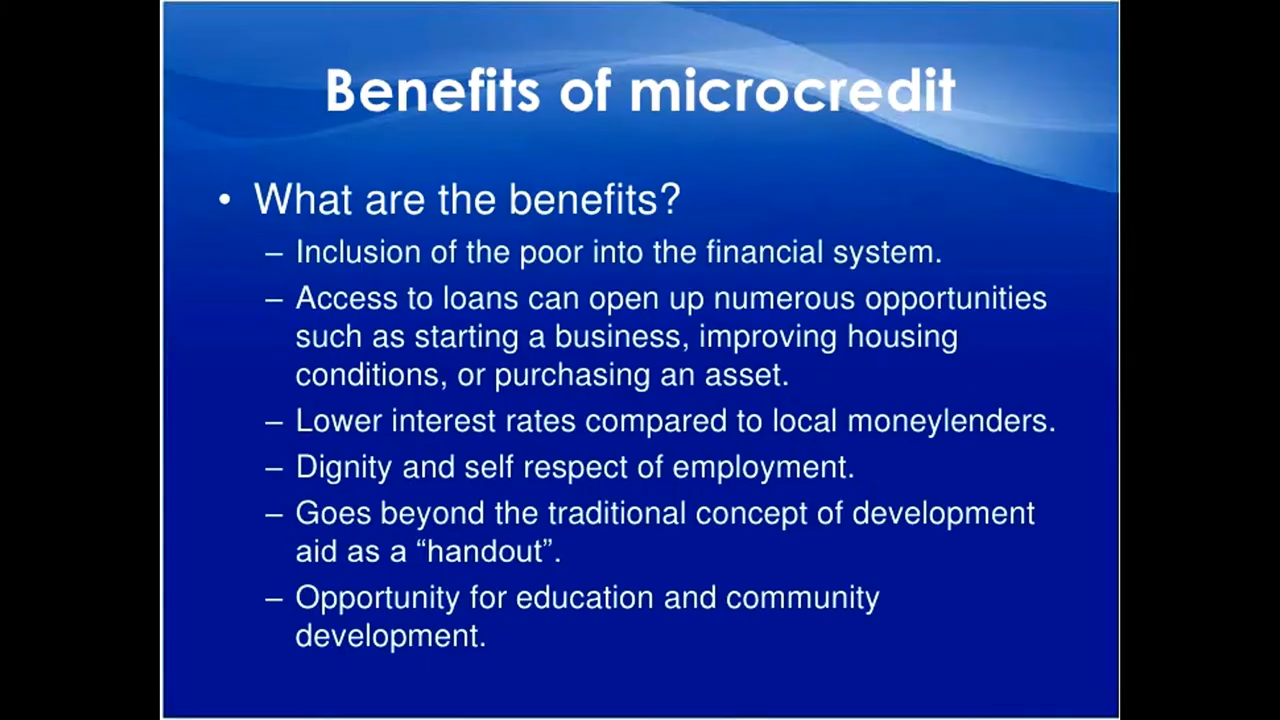 Benefits of microcredit
• What are the benefits?
– Inclusion of the poor into the financial system.
– Access to loans can open up numerous opportunities
such as starting a business, improving housing
conditions, or purchasing an asset.
– Lower interest rates compared to local moneylenders.
– Dignity and self respect of employment.
– Goes beyond the traditional concept of development
aid as a “handout”.
– Opportunity for education and community
development.